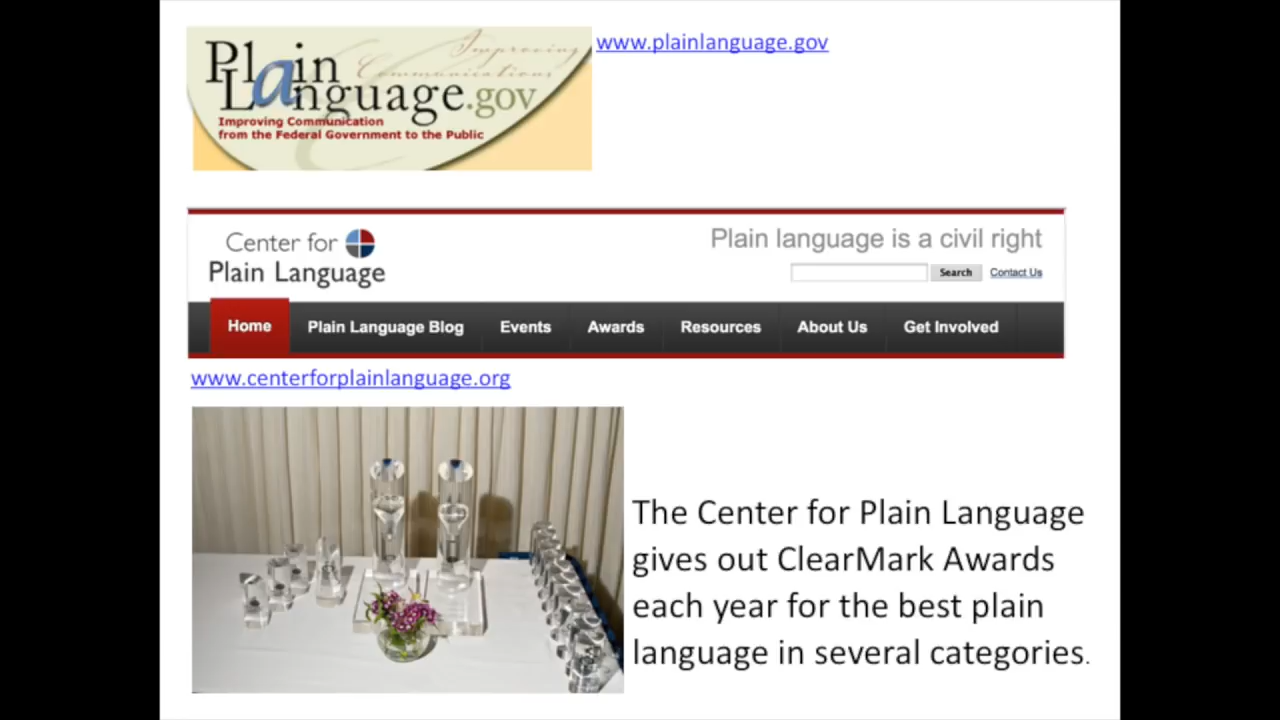 Improving
Communications
Plain
Language.gov
Improving Communication
from the Federal Government to the Public
www.plainlanguage.gov
Center for
Plain Language
Plain language is a civil right
Search Contact Us
Home Plain Language Blog Events Awards Resources About Us Get Involved
www.centerforplainlanguage.org
The Center for Plain Language
gives out ClearMark Awards
each year for the best plain
language in several categories.